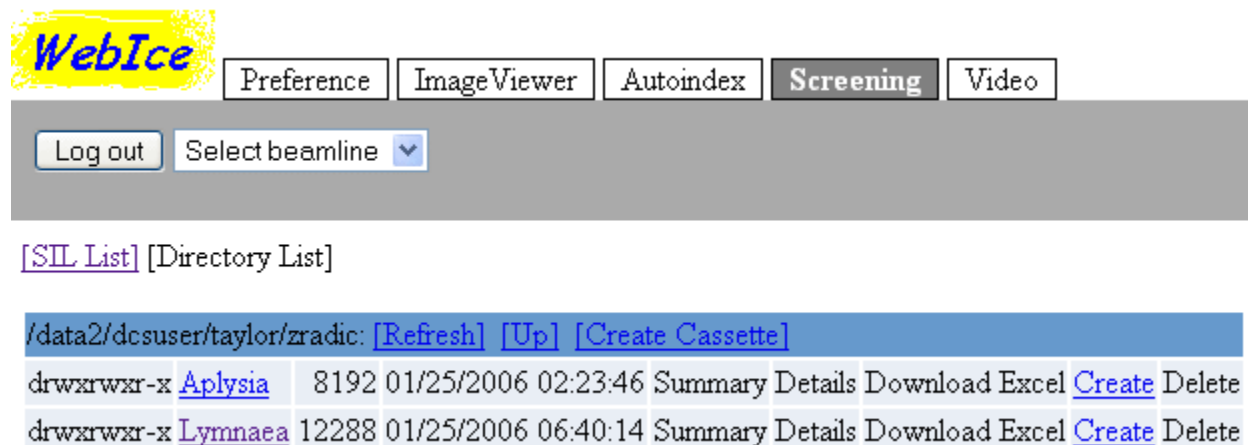 WebIce Preference ImageViewer Autoindex Screening Video
Log out Select beamline
[SIL List] [Directory List]
/data2/dcsuser/taylor/zradic: [Refresh] [Up] [Create Cassette]
drwxrwxr-x Aplysia 8192 01/25/2006 02:23:46 Summary Details Download Excel Create Delete
drwxrwxr-x Lymnaea 12288 01/25/2006 06:40:14 Summary Details Download Excel Create Delete